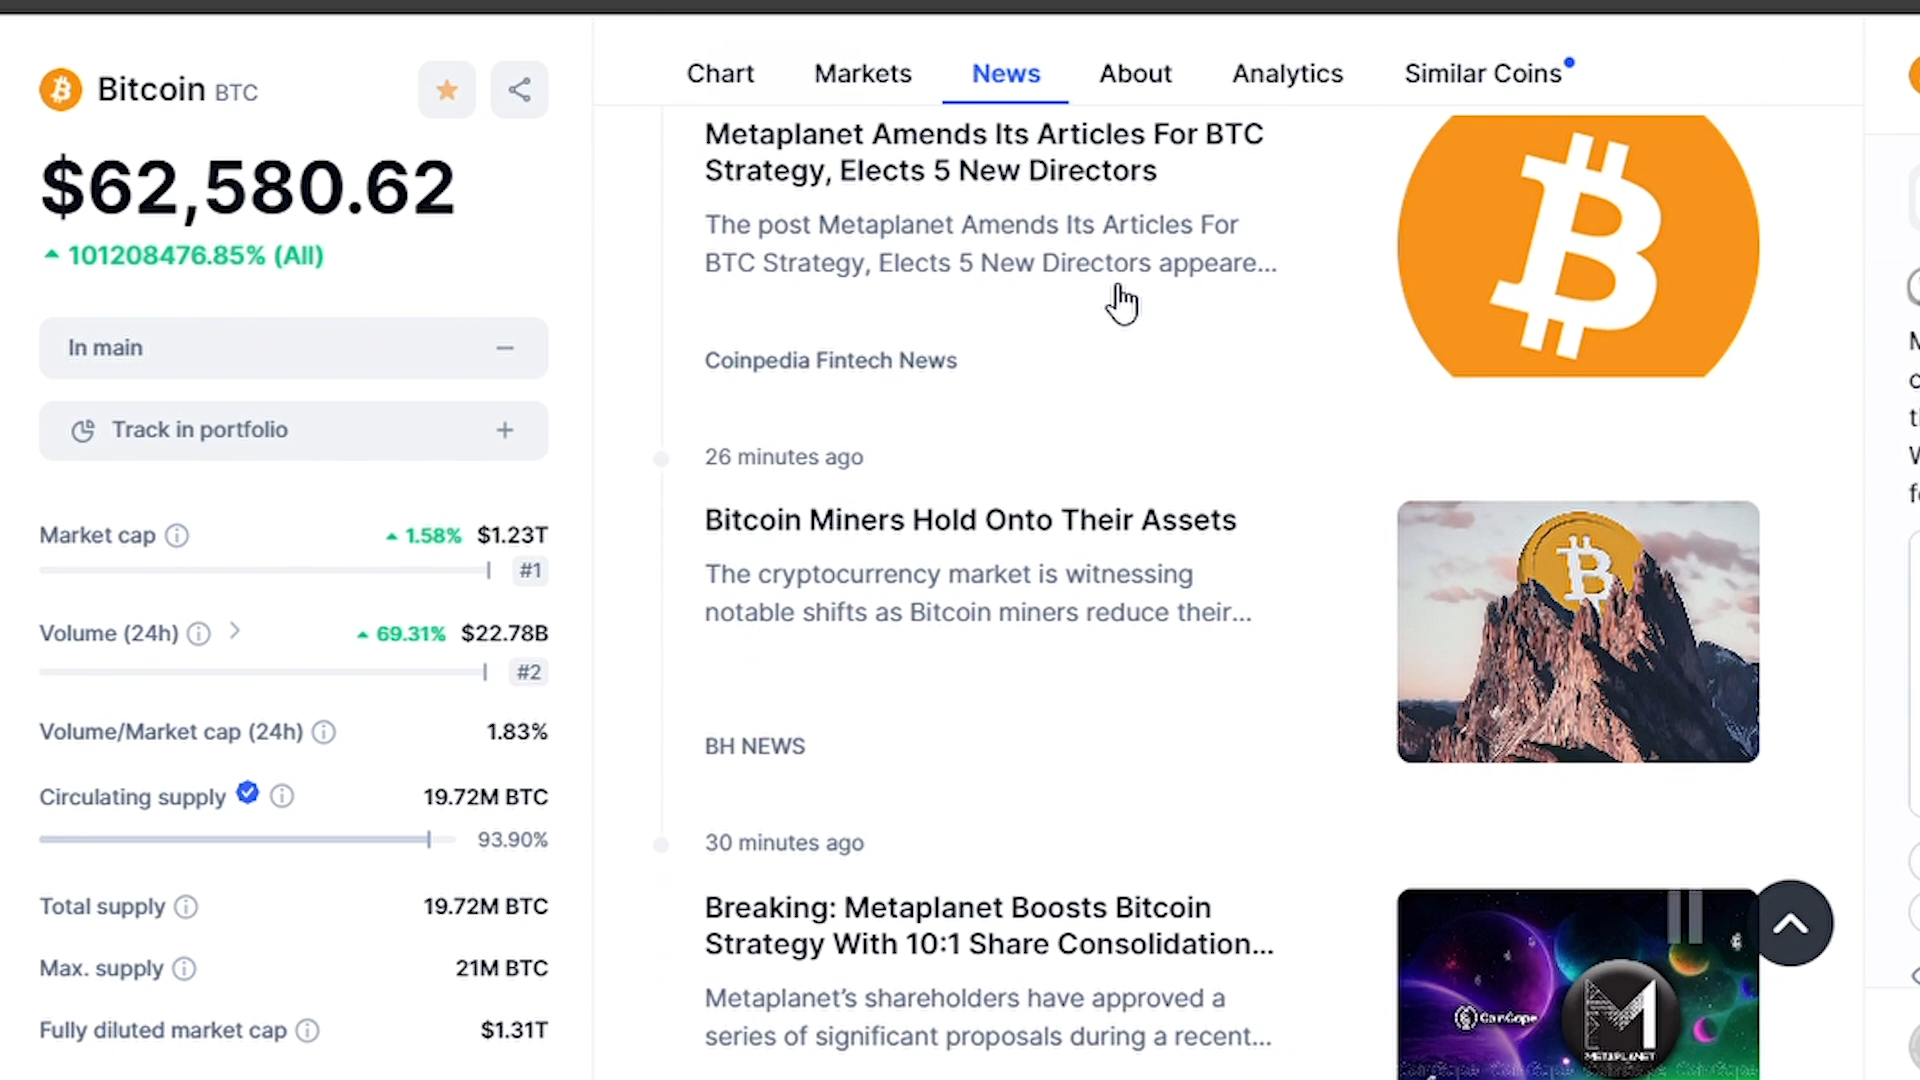 Bitcoin BTC
$62,580.62
101208476.85% (All)
In main
Track in portfolio
Market cap 1.58% $1.23T
#1
Volume (24h) 69.31% $22.78B
#2
Volume/Market cap (24h) 1.83%
Circulating supply 19.72M BTC
93.90%
Total supply 19.72M BTC
Max. supply 21M BTC
Fully diluted market cap $1.31T
Chart Markets News About Analytics Similar Coins
Metaplanet Amends Its Articles For BTC
Strategy, Elects 5 New Directors
The post Metaplanet Amends Its Articles For
BTC Strategy, Elects 5 New Directors appeare...
Coinpedia Fintech News
26 minutes ago
Bitcoin Miners Hold Onto Their Assets
The cryptocurrency market is witnessing
notable shifts as Bitcoin miners reduce their...
BH NEWS
30 minutes ago
Breaking: Metaplanet Boosts Bitcoin
Strategy With 10:1 Share Consolidation...
Metaplanet’s shareholders have approved a
series of significant proposals during a recent...
CoinGape
METAPLANET